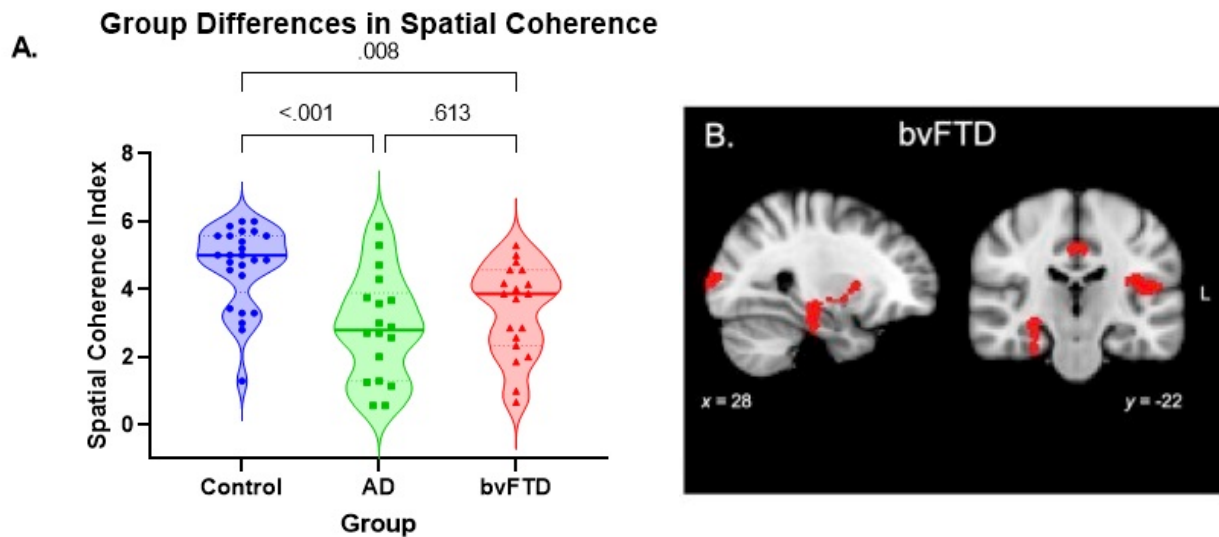 Group Differences in Spatial Coherence
A.
.008
<.001
.613
8
6
4
2
0
Spatial Coherence Index
Control
AD
bvFTD
Group
B.
bvFTD
L
x = 28
y = -22